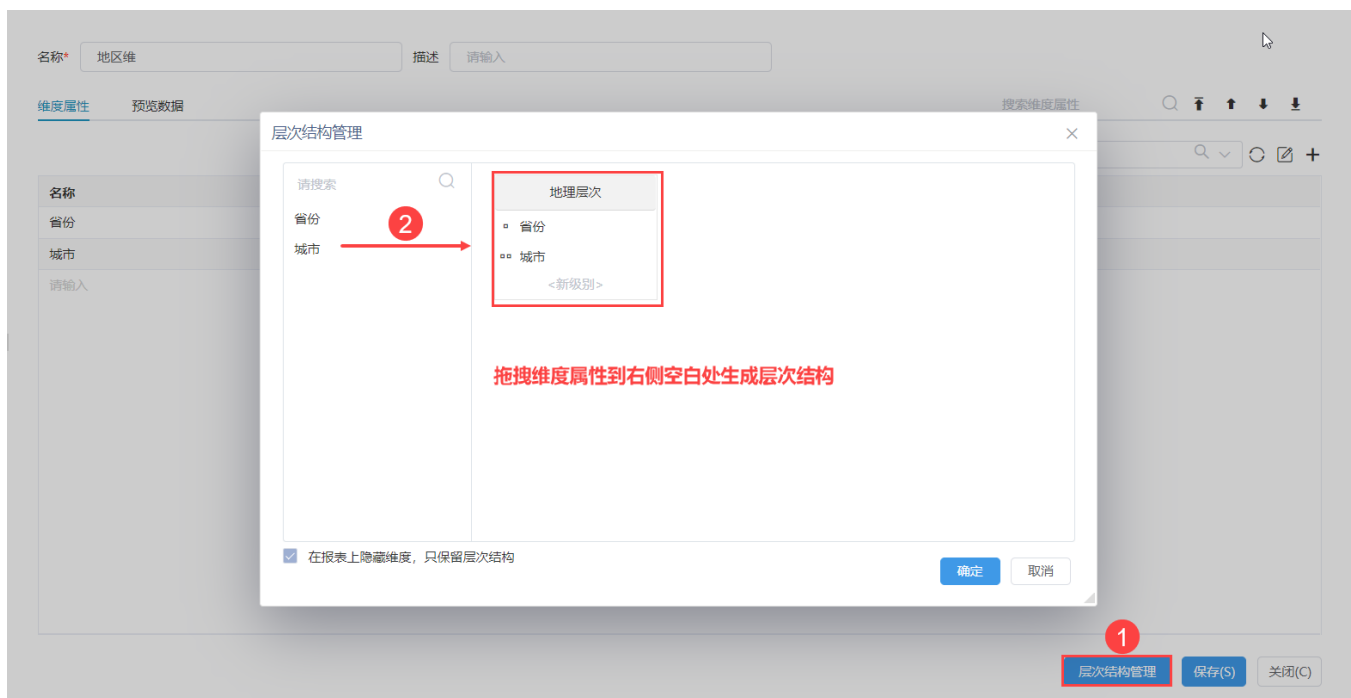 名称* 地区维 描述 请输入
维度属性 预览数据 搜索维度属性
层次结构管理
名称
省份
城市
请输入
请搜索
省份
城市
2
地理层次
省份
城市
<新级别>
拖拽维度属性到右侧空白处生成层次结构
在报表上隐藏维度，只保留层次结构
确定 取消
1
层次结构管理 保存(S) 关闭(C)